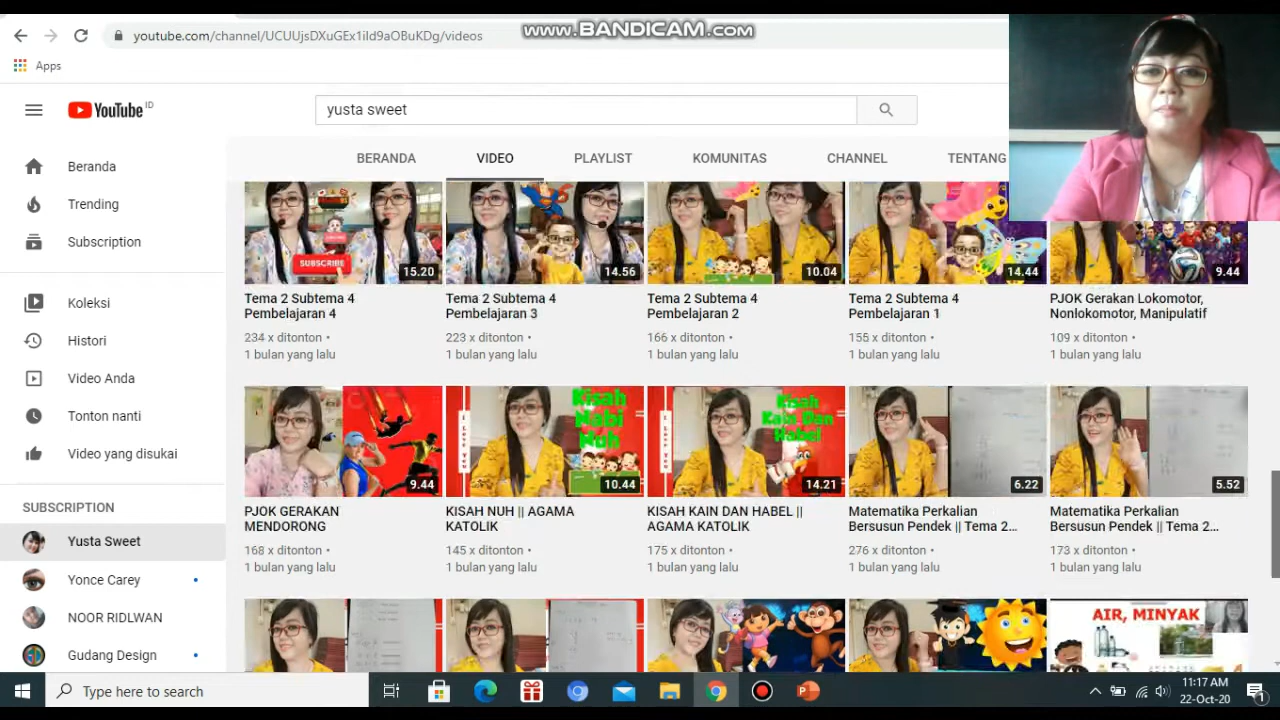 youtube.com/channel/UCUUjsDXuGEx1iId9aOBuKDg/videos
www.BANDICAM.com
Apps
YouTube ID
yusta sweet
Beranda
Trending
Subscription
Koleksi
Histori
Video Anda
Tonton nanti
Video yang disukai
SUBSCRIPTION
Yusta Sweet
Yonce Carey
NOOR RIDLWAN
Gudang Design
BERANDA VIDEO PLAYLIST KOMUNITAS CHANNEL TENTANG
SUBSCRIBE
15.20 14.56 10.04 14.44 9.44
Tema 2 Subtema 4
Pembelajaran 4
234 x ditonton •
1 bulan yang lalu
Tema 2 Subtema 4
Pembelajaran 3
223 x ditonton •
1 bulan yang lalu
Tema 2 Subtema 4
Pembelajaran 2
166 x ditonton •
1 bulan yang lalu
Tema 2 Subtema 4
Pembelajaran 1
155 x ditonton •
1 bulan yang lalu
PJOK Gerakan Lokomotor,
Nonlokomotor, Manipulatif
109 x ditonton •
1 bulan yang lalu
9.44
PJOK GERAKAN
MENDORONG
168 x ditonton •
1 bulan yang lalu
I Love You
Kisah
Nabi
Nuh
10.44
KISAH NUH || AGAMA
KATOLIK
145 x ditonton •
1 bulan yang lalu
I Love You
Kisah
Kain Dan
Habel
14.21
KISAH KAIN DAN HABEL ||
AGAMA KATOLIK
175 x ditonton •
1 bulan yang lalu
6.22
Matematika Perkalian
Bersusun Pendek || Tema 2...
276 x ditonton •
1 bulan yang lalu
5.52
Matematika Perkalian
Bersusun Pendek || Tema 2...
173 x ditonton •
1 bulan yang lalu
AIR, MINYAK
Type here to search
11:17 AM
22-Oct-20
1